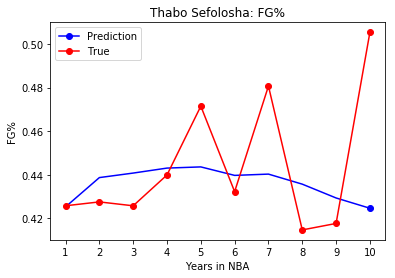 Thabo Sefolosha: FG%
Prediction
True
FG%
0.50
0.48
0.46
0.44
0.42
1 2 3 4 5 6 7 8 9 10
Years in NBA